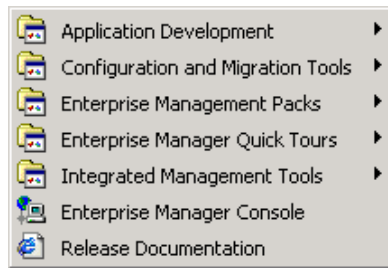 Application Development
Configuration and Migration Tools
Enterprise Management Packs
Enterprise Manager Quick Tours
Integrated Management Tools
Enterprise Manager Console
Release Documentation